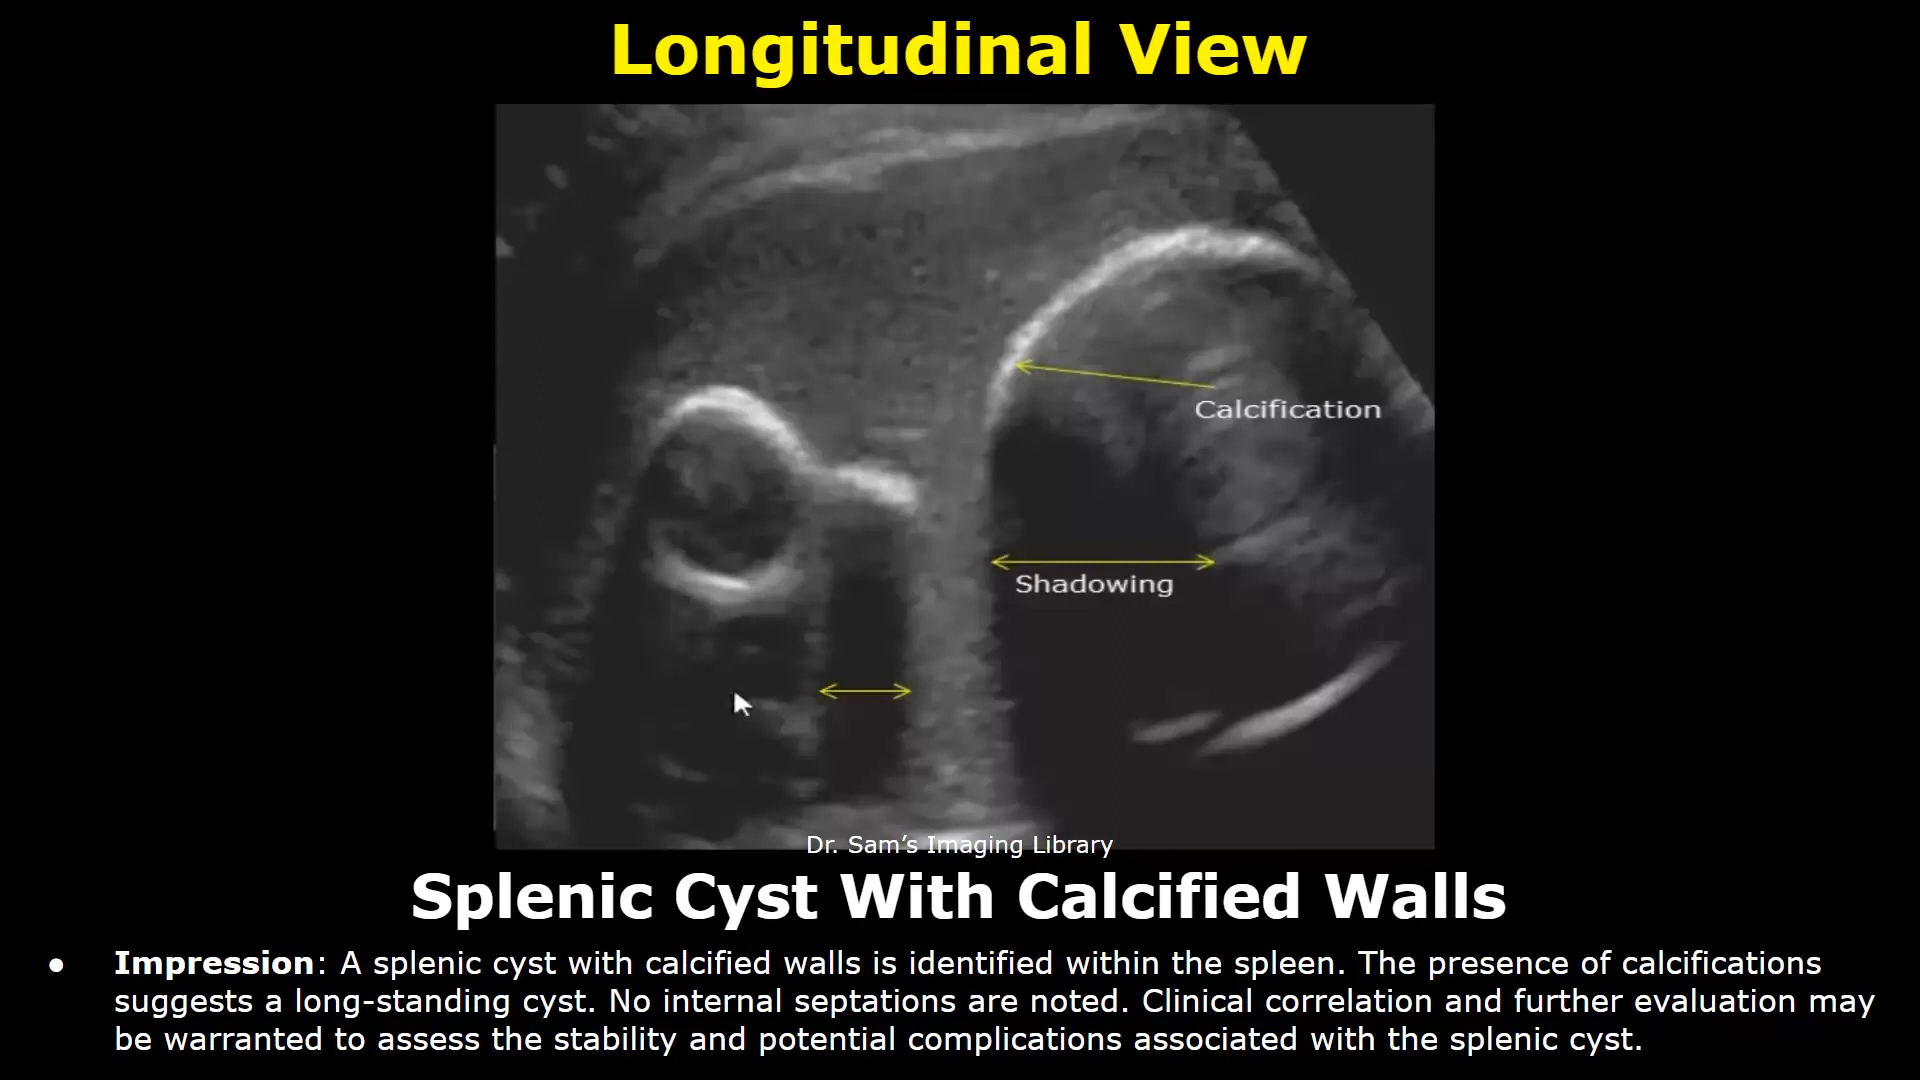 Longitudinal View
Calcification
Shadowing
Dr. Sam’s Imaging Library
Splenic Cyst With Calcified Walls
● Impression: A splenic cyst with calcified walls is identified within the spleen. The presence of calcifications
suggests a long-standing cyst. No internal septations are noted. Clinical correlation and further evaluation may
be warranted to assess the stability and potential complications associated with the splenic cyst.